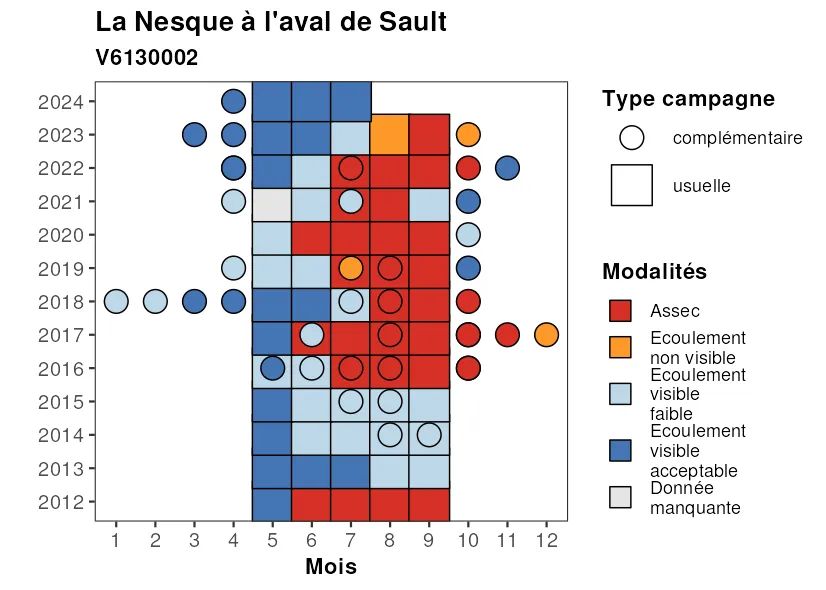 La Nesque à l'aval de Sault
V6130002
2024
2023
2022
2021
2020
2019
2018
2017
2016
2015
2014
2013
2012
1 2 3 4 5 6 7 8 9 10 11 12
Mois
Type campagne
complémentaire
usuelle
Modalités
Assec
Ecoulement
non visible
Ecoulement
visible
faible
Ecoulement
visible
acceptable
Donnée
manquante